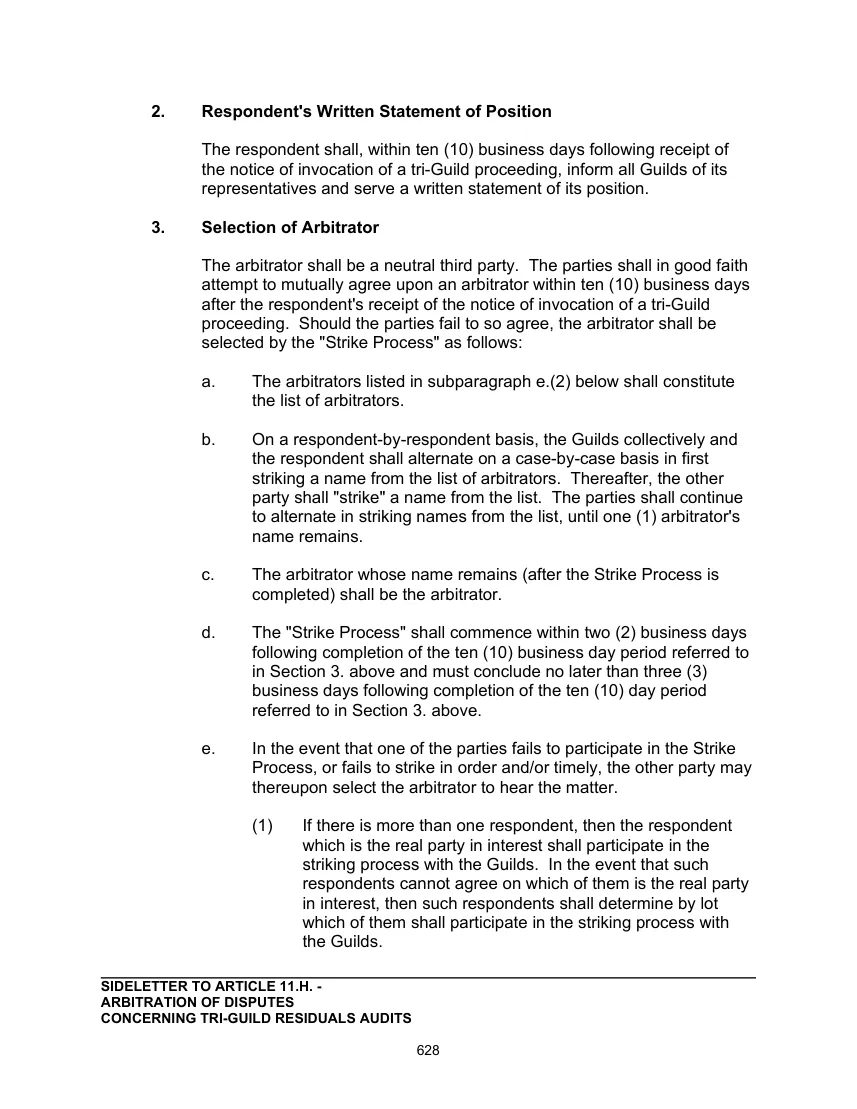 2. Respondent's Written Statement of Position
The respondent shall, within ten (10) business days following receipt of
the notice of invocation of a tri-Guild proceeding, inform all Guilds of its
representatives and serve a written statement of its position.
3. Selection of Arbitrator
The arbitrator shall be a neutral third party. The parties shall in good faith
attempt to mutually agree upon an arbitrator within ten (10) business days
after the respondent's receipt of the notice of invocation of a tri-Guild
proceeding. Should the parties fail to so agree, the arbitrator shall be
selected by the "Strike Process" as follows:
a. The arbitrators listed in subparagraph e.(2) below shall constitute
the list of arbitrators.
b. On a respondent-by-respondent basis, the Guilds collectively and
the respondent shall alternate on a case-by-case basis in first
striking a name from the list of arbitrators. Thereafter, the other
party shall "strike" a name from the list. The parties shall continue
to alternate in striking names from the list, until one (1) arbitrator's
name remains.
c. The arbitrator whose name remains (after the Strike Process is
completed) shall be the arbitrator.
d. The "Strike Process" shall commence within two (2) business days
following completion of the ten (10) business day period referred to
in Section 3. above and must conclude no later than three (3)
business days following completion of the ten (10) day period
referred to in Section 3. above.
e. In the event that one of the parties fails to participate in the Strike
Process, or fails to strike in order and/or timely, the other party may
thereupon select the arbitrator to hear the matter.
(1) If there is more than one respondent, then the respondent
which is the real party in interest shall participate in the
striking process with the Guilds. In the event that such
respondents cannot agree on which of them is the real party
in interest, then such respondents shall determine by lot
which of them shall participate in the striking process with
the Guilds.
SIDELETTER TO ARTICLE 11.H. -
ARBITRATION OF DISPUTES
CONCERNING TRI-GUILD RESIDUALS AUDITS
628